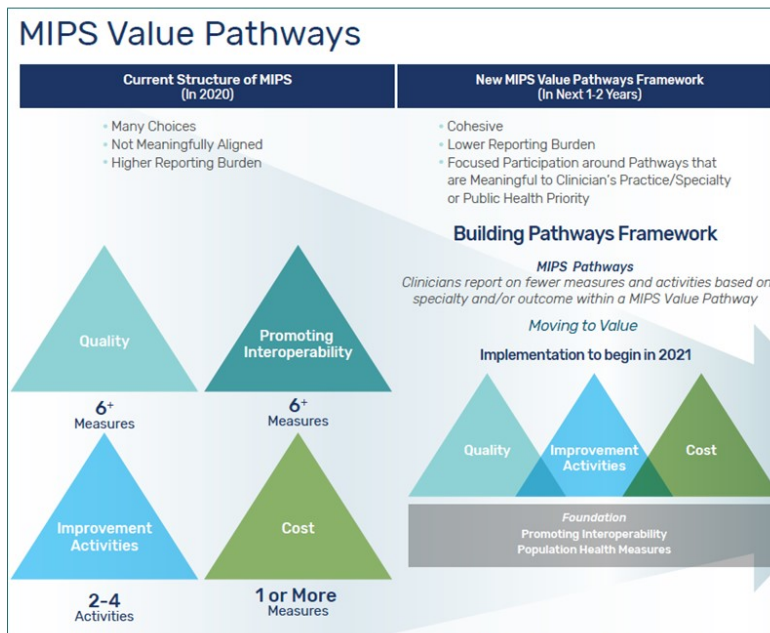 MIPS Value Pathways
Current Structure of MIPS
(In 2020)
• Many Choices
• Not Meaningfully Aligned
• Higher Reporting Burden
Quality
6+
Measures
Promoting
Interoperability
6+
Measures
Improvement
Activities
2-4
Activities
Cost
1 or More
Measures
New MIPS Value Pathways Framework
(In Next 1-2 Years)
• Cohesive
• Lower Reporting Burden
• Focused Participation around Pathways that
are Meaningful to Clinician's Practice/Specialty
or Public Health Priority
Building Pathways Framework
MIPS Pathways
Clinicians report on fewer measures and activities based on
specialty and/or outcome within a MIPS Value Pathway
Moving to Value
Implementation to begin in 2021
Quality
Improvement
Activities
Cost
Foundation
Promoting Interoperability
Population Health Measures